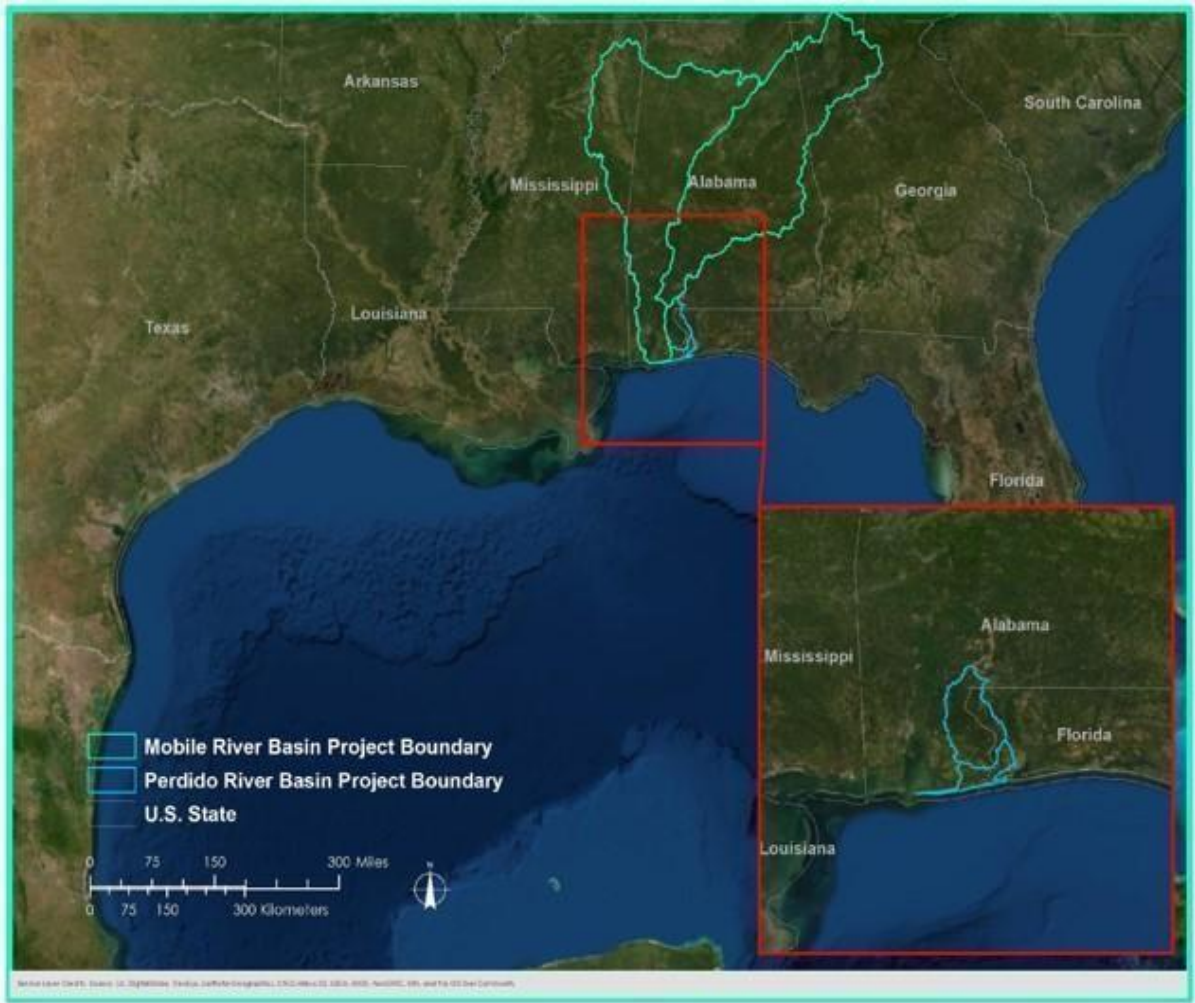 Arkansas
South Carolina
Mississippi
Alabama
Georgia
Louisiana
Texas
Florida
Alabama
Mississippi
Florida
Louisiana
Mobile River Basin Project Boundary
Perdido River Basin Project Boundary
U.S. State
0 75 150 300 Miles
0 75 150 300 Kilometers
N